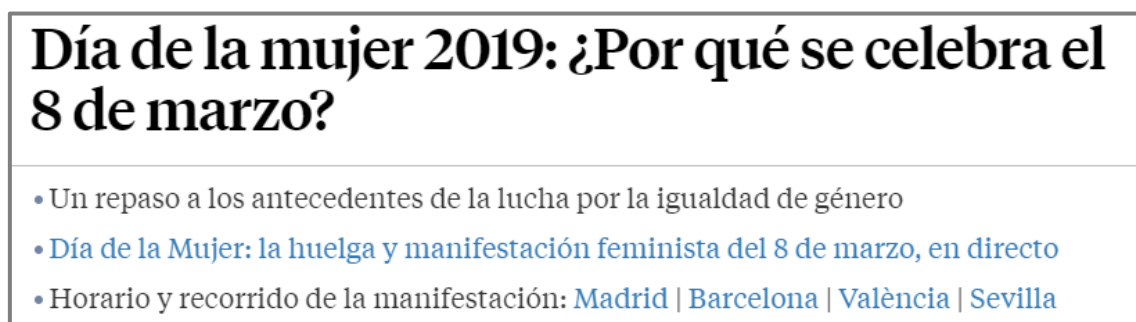 Día de la mujer 2019: ¿Por qué se celebra el
8 de marzo?
• Un repaso a los antecedentes de la lucha por la igualdad de género
• Día de la Mujer: la huelga y manifestación feminista del 8 de marzo, en directo
• Horario y recorrido de la manifestación: Madrid | Barcelona | València | Sevilla